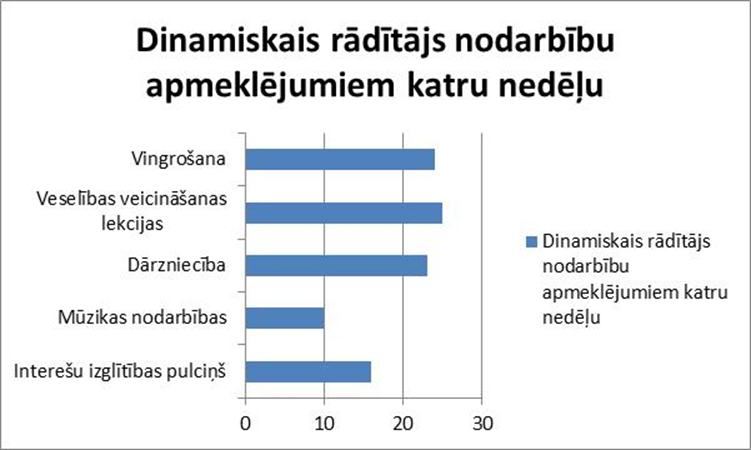 Dinamiskais rādītājs nodarbību
apmeklējumiem katru nedēļu
Vingrošana
Veselības veicināšanas
lekcijas
Dārzniecība
Mūzikas nodarbības
Interešu izglītības pulciņš
0 10 20 30
Dinamiskais rādītājs
nodarbību
apmeklējumiem katru
nedēļu